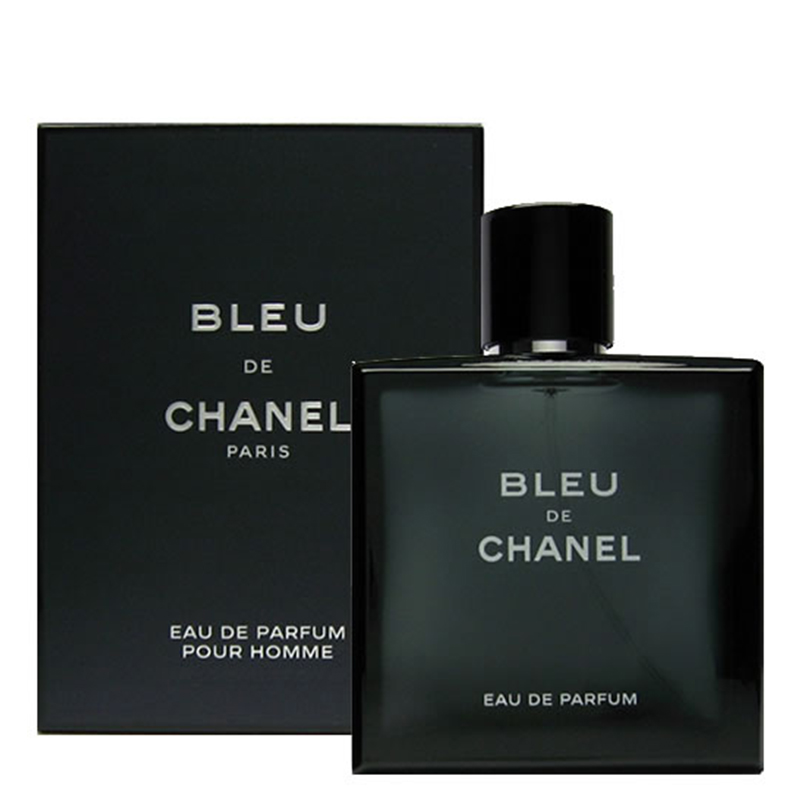 BLEU
DE
CHANEL
PARIS
EAU DE PARFUM
POUR HOMME
BLEU
DE
CHANEL
EAU DE PARFUM